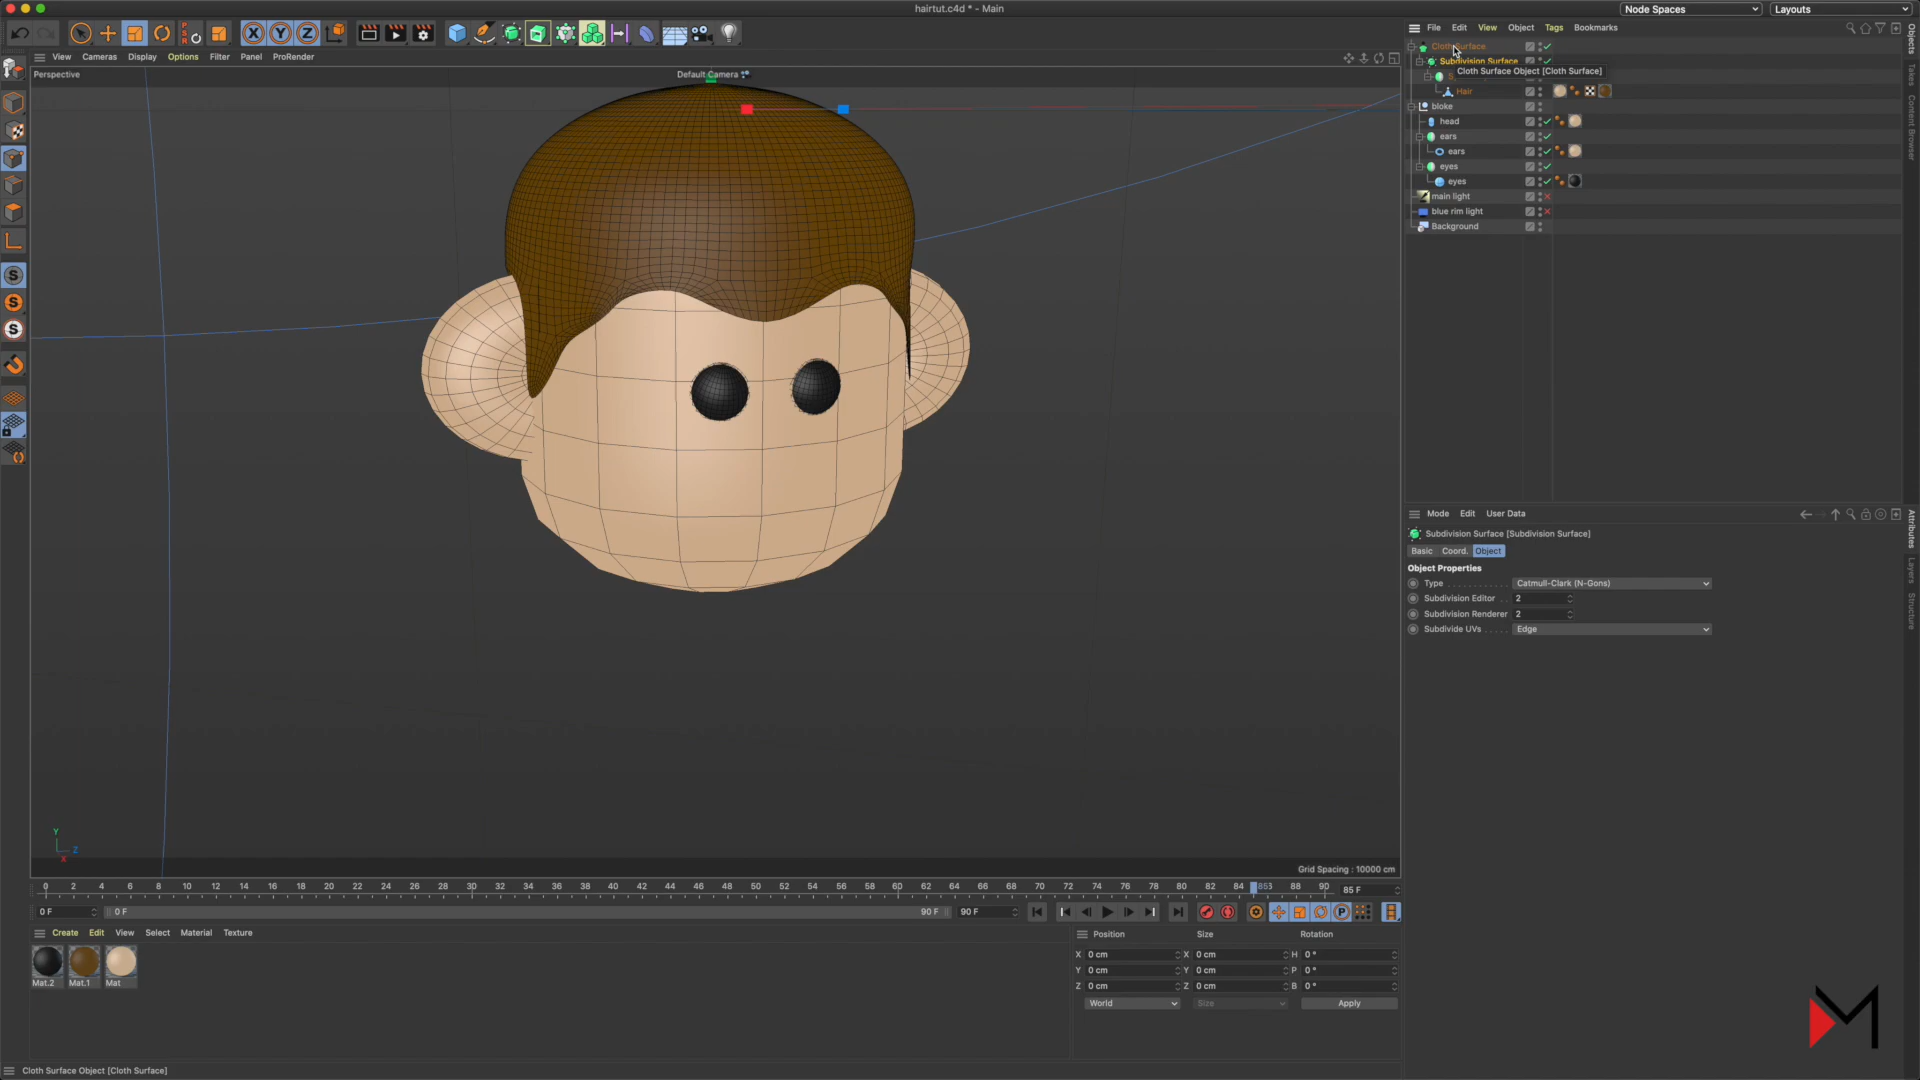 hairtut.c4d * - Main
Node Spaces
Layouts
View Cameras Display Options Filter Panel ProRender
Perspective
Default Camera
Y
Z
X
Grid Spacing : 10000 cm
File Edit View Object Tags Bookmarks
Cloth Surface
Subdivision Surface
Cloth Surface Object [Cloth Surface]
Hair
bloke
head
ears
ears
eyes
eyes
main light
blue rim light
Background
Objects
Takes
Content Browser
Mode Edit User Data
Subdivision Surface [Subdivision Surface]
Basic Coord. Object
Object Properties
Type Catmull-Clark (N-Gons)
Subdivision Editor 2
Subdivision Renderer 2
Subdivide UVs Edge
Attributes
Layers
Structure
0 2 4 6 8 10 12 14 16 18 20 22 24 26 28 30 32 34 36 38 40 42 44 46 48 50 52 54 56 58 60 62 64 66 68 70 72 74 76 78 80 82 84 88 90 85 F
0 F 0 F 90 F 90 F
Create Edit View Select Material Texture
Mat.2 Mat.1 Mat
Position Size Rotation
X 0 cm X 0 cm H 0 °
Y 0 cm Y 0 cm P 0 °
Z 0 cm Z 0 cm B 0 °
World Size Apply
Cloth Surface Object [Cloth Surface]